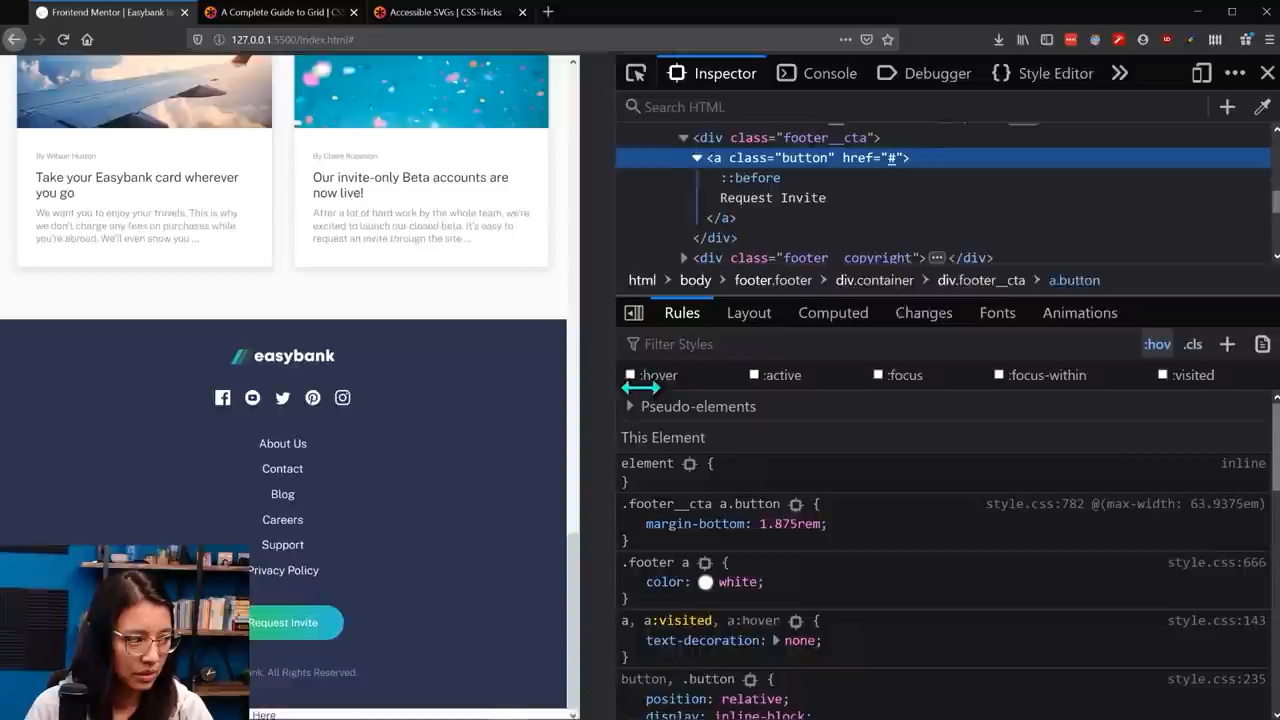 Frontend Mentor | Easybank la
A Complete Guide to Grid | CSS
Accessible SVGs | CSS-Tricks
127.0.0.1:5500/index.html#
Inspector
Console
Debugger
Style Editor
Search HTML
<div class="footer__cta">
<a class="button" href="#">
::before
Request Invite
</a>
</div>
<div class="footer__copyright"> </div>
html
body
footer.footer
div.container
div.footer__cta
a.button
Rules
Layout
Computed
Changes
Fonts
Animations
Filter Styles
:hov
.cls
:hover
:active
:focus
:focus-within
:visited
Pseudo-elements
This Element
element {
inline
}
.footer__cta a.button {
style.css:782 @(max-width: 63.9375em)
margin-bottom: 1.875rem;
}
.footer a {
style.css:666
color: white;
}
a, a:visited, a:hover {
style.css:143
text-decoration: none;
}
button, .button {
style.css:235
position: relative;
display: inline-block;
By Wilson Hutton
Take your Easybank card wherever
you go
We want you to enjoy your travels. This is why
we don't charge any fees on purchases while
you're abroad. We'll even show you ...
By Claire Robinson
Our invite-only Beta accounts are
now live!
After a lot of hard work by the whole team, we're
excited to launch our closed beta. It's easy to
request an invite through the site ...
easybank
About Us
Contact
Blog
Careers
Support
Privacy Policy
Request Invite
nk. All Rights Reserved.
Here